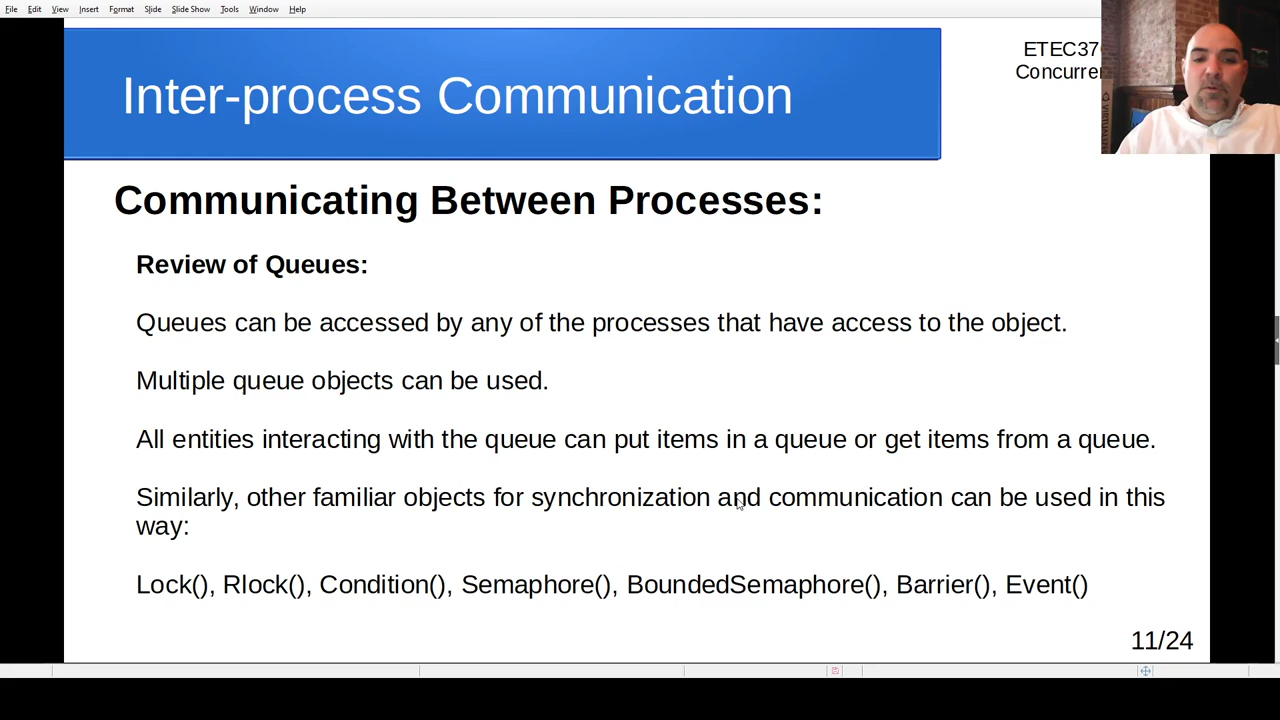 File Edit View Insert Format Slide Slide Show Tools Window Help
Inter-process Communication
Communicating Between Processes:
Review of Queues:
Queues can be accessed by any of the processes that have access to the object.
Multiple queue objects can be used.
All entities interacting with the queue can put items in a queue or get items from a queue.
Similarly, other familiar objects for synchronization and communication can be used in this
way:
Lock(), Rlock(), Condition(), Semaphore(), BoundedSemaphore(), Barrier(), Event()
11/24